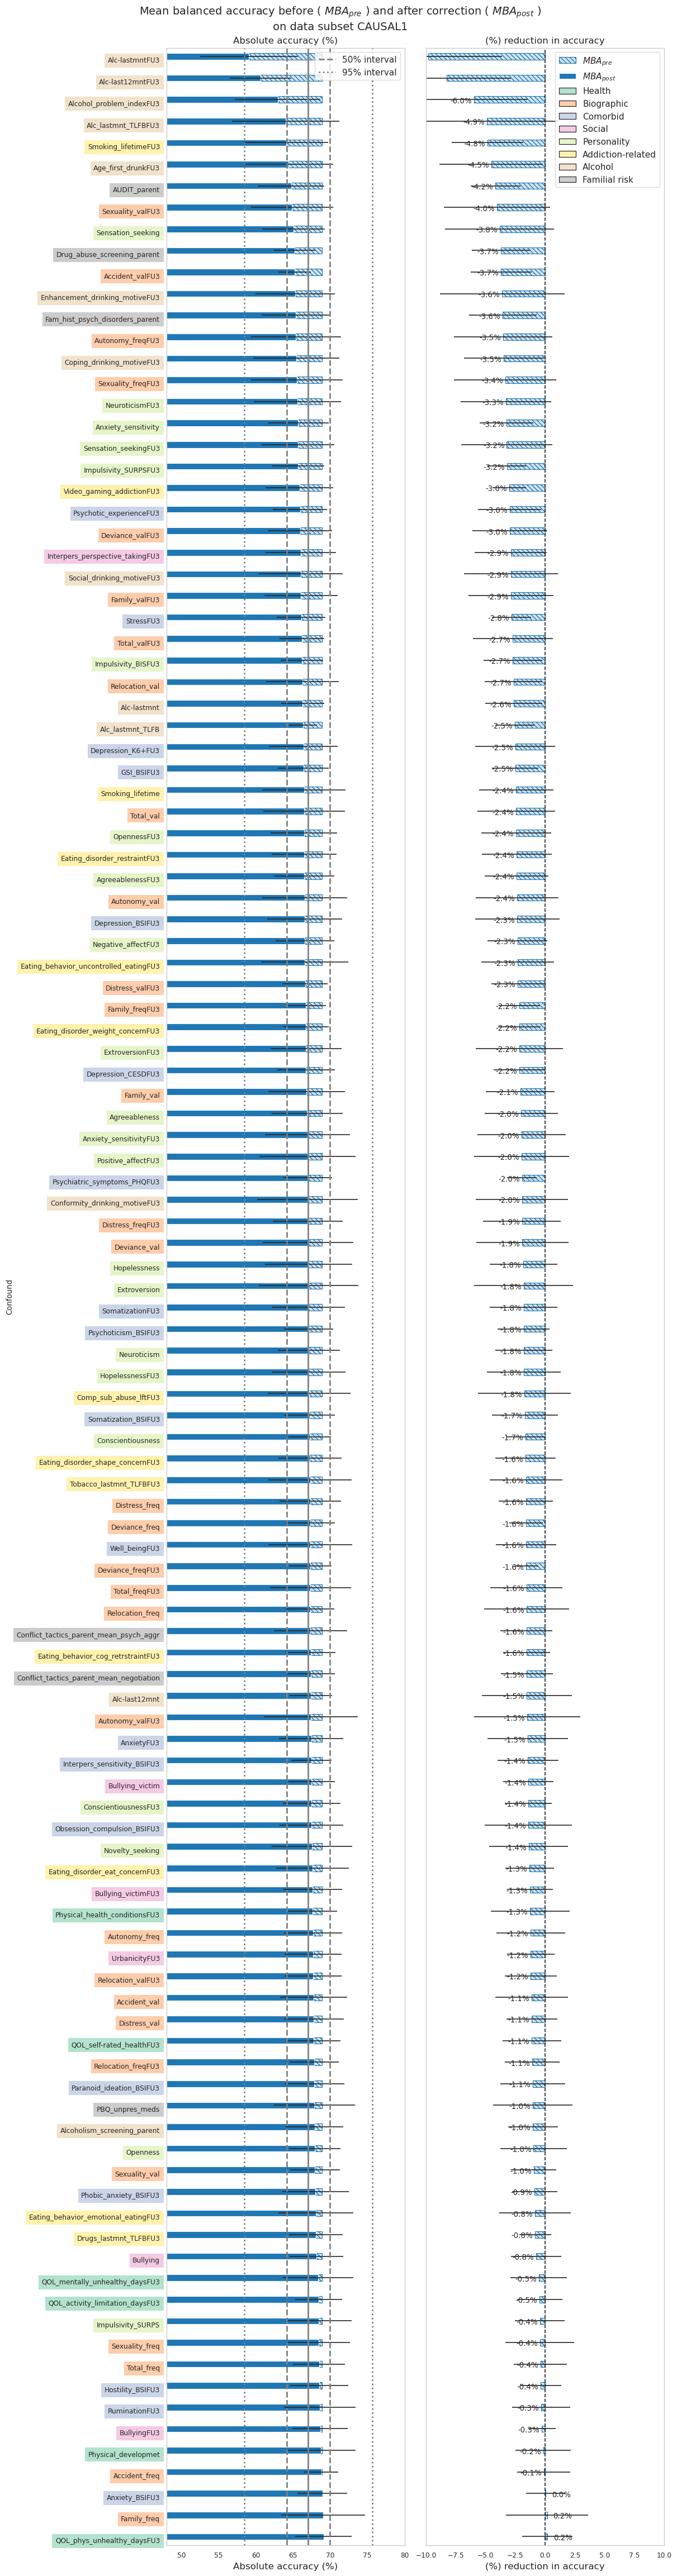 Mean balanced accuracy before ( MBA_pre ) and after correction ( MBA_post )
on data subset CAUSAL1
Absolute accuracy (%)
(%) reduction in accuracy
50% interval
95% interval
MBA_pre
MBA_post
Health
Biographic
Comorbid
Social
Personality
Addiction-related
Alcohol
Familial risk
Confound
Alc-lastmntFU3
Alc-last12mntFU3
Alcohol_problem_indexFU3 -6.0%
Alc_lastmnt_TLFBFU3 -4.9%
Smoking_lifetimeFU3 -4.8%
Age_first_drunkFU3 -4.5%
AUDIT_parent -4.2%
Sexuality_valFU3 -4.0%
Sensation_seeking -3.8%
Drug_abuse_screening_parent -3.7%
Accident_valFU3 -3.7%
Enhancement_drinking_motiveFU3 -3.6%
Fam_hist_psych_disorders_parent -3.6%
Autonomy_freqFU3 -3.5%
Coping_drinking_motiveFU3 -3.5%
Sexuality_freqFU3 -3.4%
NeuroticismFU3 -3.3%
Anxiety_sensitivity -3.2%
Sensation_seekingFU3 -3.2%
Impulsivity_SURPSFU3 -3.2%
Video_gaming_addictionFU3 -3.0%
Psychotic_experienceFU3 -3.0%
Deviance_valFU3 -3.0%
Interpers_perspective_takingFU3 -2.9%
Social_drinking_motiveFU3 -2.9%
Family_valFU3 -2.9%
StressFU3 -2.8%
Total_valFU3 -2.7%
Impulsivity_BISFU3 -2.7%
Relocation_val -2.7%
Alc-lastmnt -2.6%
Alc_lastmnt_TLFB -2.5%
Depression_K6+FU3 -2.5%
GSI_BSIFU3 -2.5%
Smoking_lifetime -2.4%
Total_val -2.4%
OpennessFU3 -2.4%
Eating_disorder_restraintFU3 -2.4%
AgreeablenessFU3 -2.4%
Autonomy_val -2.4%
Depression_BSIFU3 -2.3%
Negative_affectFU3 -2.3%
Eating_behavior_uncontrolled_eatingFU3 -2.3%
Distress_valFU3 -2.3%
Family_freqFU3 -2.2%
Eating_disorder_weight_concernFU3 -2.2%
ExtroversionFU3 -2.2%
Depression_CESDFU3 -2.2%
Family_val -2.1%
Agreeableness -2.0%
Anxiety_sensitivityFU3 -2.0%
Positive_affectFU3 -2.0%
Psychiatric_symptoms_PHQFU3 -2.0%
Conformity_drinking_motiveFU3 -2.0%
Distress_freqFU3 -1.9%
Deviance_val -1.9%
Hopelessness -1.8%
Extroversion -1.8%
SomatizationFU3 -1.8%
Psychoticism_BSIFU3 -1.8%
Neuroticism -1.8%
HopelessnessFU3 -1.8%
Comp_sub_abuse_lftFU3 -1.8%
Somatization_BSIFU3 -1.7%
Conscientiousness -1.7%
Eating_disorder_shape_concernFU3 -1.6%
Tobacco_lastmnt_TLFBFU3 -1.6%
Distress_freq -1.6%
Deviance_freq -1.6%
Well_beingFU3 -1.6%
Deviance_freqFU3 -1.6%
Total_freqFU3 -1.6%
Relocation_freq -1.6%
Conflict_tactics_parent_mean_psych_aggr -1.6%
Eating_behavior_cog_retrstraintFU3 -1.6%
Conflict_tactics_parent_mean_negotiation -1.5%
Alc-last12mnt -1.5%
Autonomy_valFU3 -1.5%
AnxietyFU3 -1.5%
Interpers_sensitivity_BSIFU3 -1.4%
Bullying_victim -1.4%
ConscientiousnessFU3 -1.4%
Obsession_compulsion_BSIFU3 -1.4%
Novelty_seeking -1.4%
Eating_disorder_eat_concernFU3 -1.3%
Bullying_victimFU3 -1.3%
Physical_health_conditionsFU3 -1.3%
Autonomy_freq -1.2%
UrbanicityFU3 -1.2%
Relocation_valFU3 -1.2%
Accident_val -1.1%
Distress_val -1.1%
QOL_self-rated_healthFU3 -1.1%
Relocation_freqFU3 -1.1%
Paranoid_ideation_BSIFU3 -1.1%
PBQ_unpres_meds -1.0%
Alcoholism_screening_parent -1.0%
Openness -1.0%
Sexuality_val -1.0%
Phobic_anxiety_BSIFU3 -0.9%
Eating_behavior_emotional_eatingFU3 -0.8%
Drugs_lastmnt_TLFBFU3 -0.8%
Bullying -0.8%
QOL_mentally_unhealthy_daysFU3 -0.5%
QOL_activity_limitation_daysFU3 -0.5%
Impulsivity_SURPS -0.4%
Sexuality_freq -0.4%
Total_freq -0.4%
Hostility_BSIFU3 -0.4%
RuminationFU3 -0.3%
BullyingFU3 -0.3%
Physical_developmet -0.2%
Accident_freq -0.1%
Anxiety_BSIFU3 0.0%
Family_freq 0.2%
QOL_phys_unhealthy_daysFU3 0.2%
50 55 60 65 70 75 80
−10.0 −7.5 −5.0 −2.5 0.0 2.5 5.0 7.5 10.0
Absolute accuracy (%)
(%) reduction in accuracy